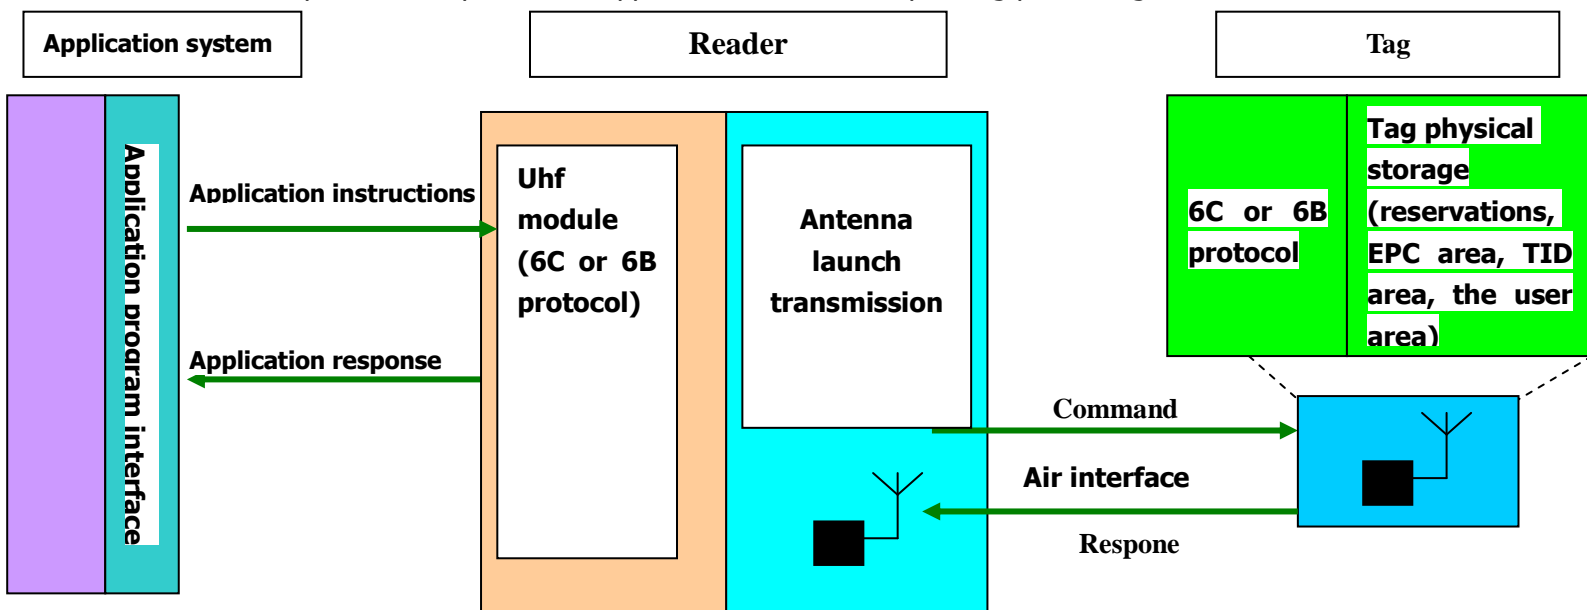 Application system
Reader
Tag
Application program interface
Application instructions
Application response
Uhf
module
(6C or 6B
protocol)
Antenna
launch
transmission
6C or 6B
protocol
Tag physical
storage
(reservations,
EPC area, TID
area, the user
area)
Command
Air interface
Respone